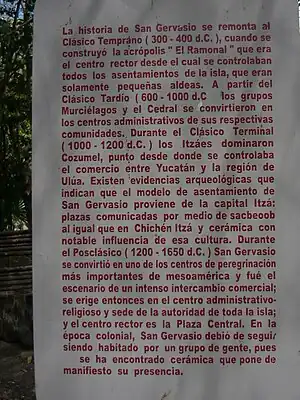 La historia de San Gervasio se remonta al
Clásico Temprano ( 300 - 400 d.C. ), cuando se
construyó la acrópolis " El Ramonal " que era
el centro rector desde el cual se controlaban
todos los asentamientos de la isla, que eran
solamente pequeñas aldeas. A partir del
Clásico Tardío ( 600 - 1000 d.C los grupos
Murciélagos y el Cedral se convirtieron en
los centros administrativos de sus respectivas
comunidades. Durante el Clásico Terminal
( 1000 - 1200 d.C. ) los Itzáes dominaron
Cozumel, punto desde donde se controlaba
el comercio entre Yucatán y la región de
Ulúa. Existen evidencias arqueológicas que
indican que el modelo de asentamiento de
San Gervasio proviene de la capital Itzá:
plazas comunicadas por medio de sacbeoob
al igual que en Chichén Itzá y cerámica con
notable influencia de esa cultura. Durante
el Posclásico ( 1200 - 1650 d.C. ) San Gervasio
se convirtió en uno de los centros de peregrinación
más importantes de mesoamérica y fué el
escenario de un intenso intercambio comercial;
se erige entonces en el centro administrativo-
religioso y sede de la autoridad de toda la isla;
y el centro rector es la Plaza Central. En la
época colonial, San Gervasio debió de seguir
siendo habitado por un grupo de gente, pues
se ha encontrado cerámica que pone de
manifiesto su presencia.